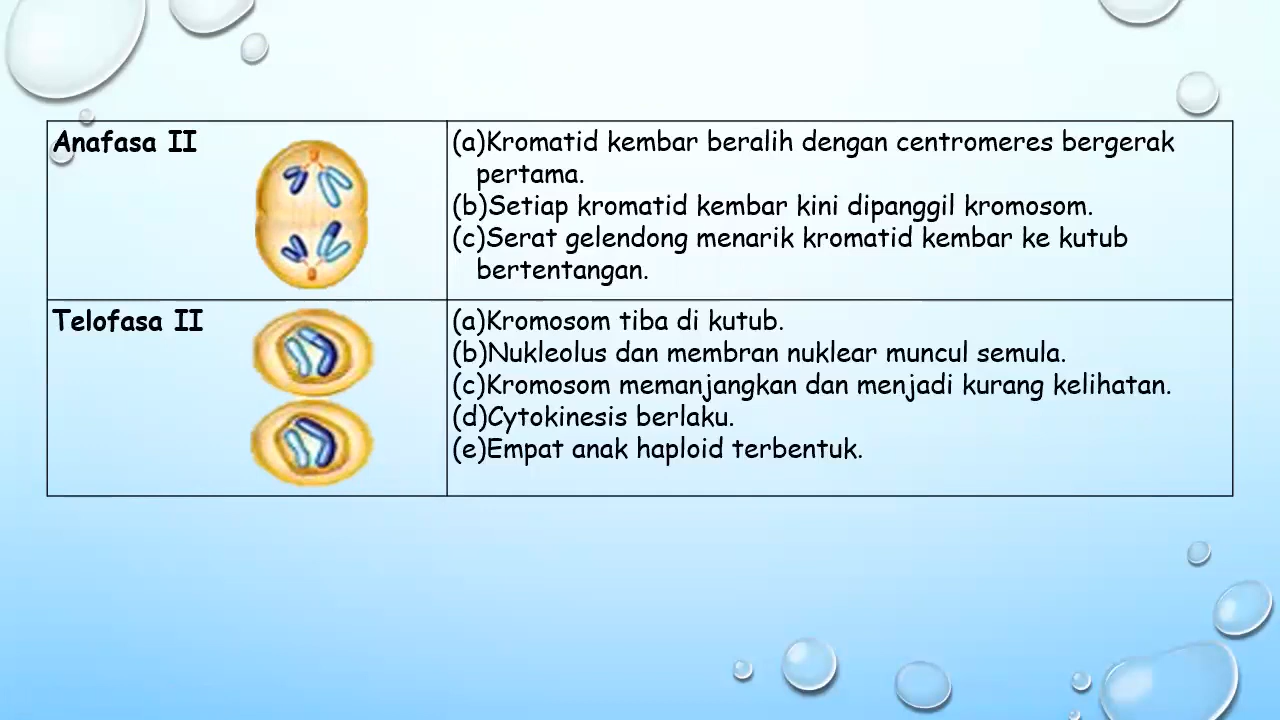 Anafasa II
(a)Kromatid kembar beralih dengan centromeres bergerak
pertama.
(b)Setiap kromatid kembar kini dipanggil kromosom.
(c)Serat gelendong menarik kromatid kembar ke kutub
bertentangan.
Telofasa II
(a)Kromosom tiba di kutub.
(b)Nukleolus dan membran nuklear muncul semula.
(c)Kromosom memanjangkan dan menjadi kurang kelihatan.
(d)Cytokinesis berlaku.
(e)Empat anak haploid terbentuk.